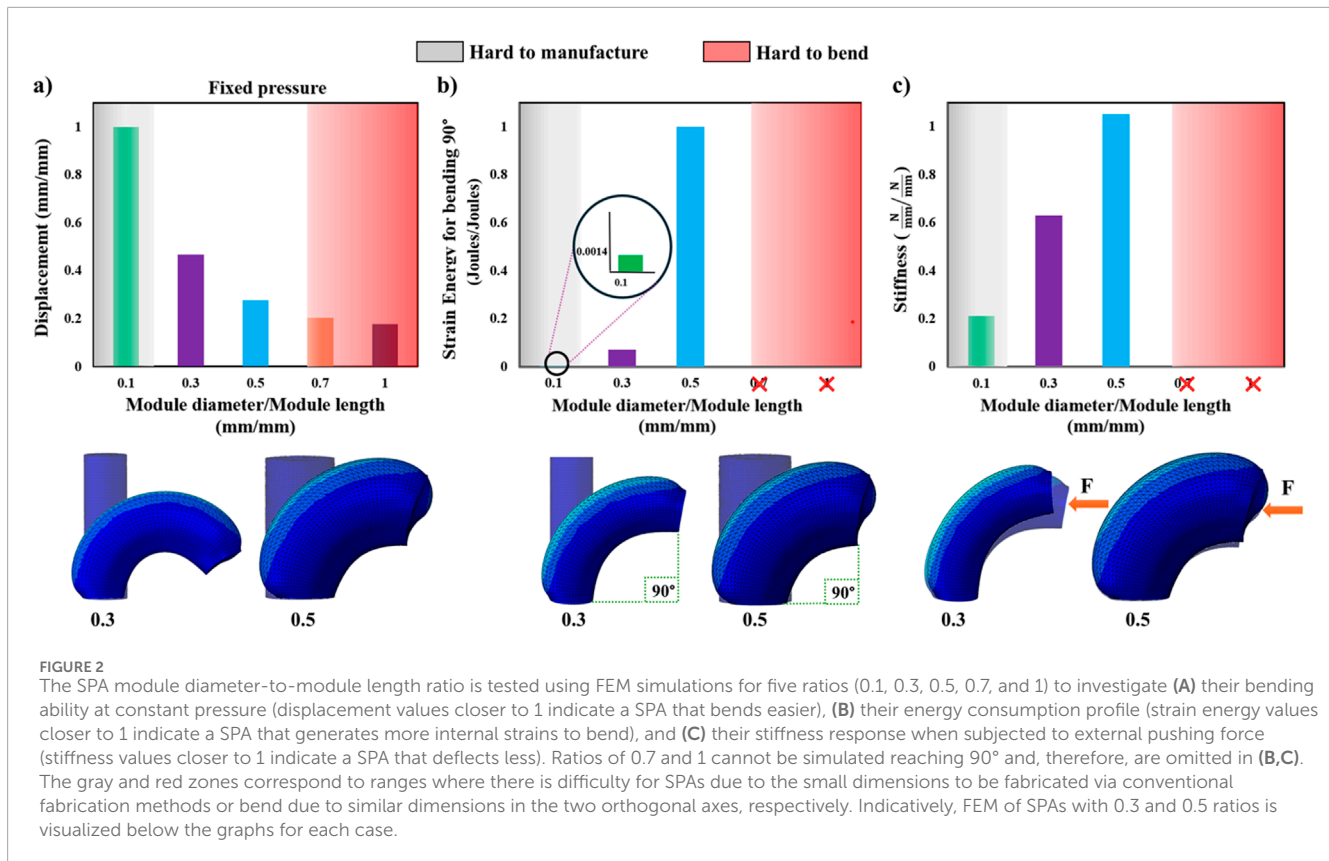 Hard to manufacture
Hard to bend
a)
Fixed pressure
Displacement (mm/mm)
1
0.8
0.6
0.4
0.2
0
0.1
0.3
0.5
0.7
1
Module diameter/Module length
(mm/mm)
0.3
0.5
b)
Strain Energy for bending 90°
(Joules/Joules)
1
0.8
0.6
0.4
0.2
0
0.0014
0.1
0.1
0.3
0.5
0.7
1
Module diameter/Module length
(mm/mm)
90°
90°
0.3
0.5
c)
Stiffness ( N/mm / N/mm )
1
0.8
0.6
0.4
0.2
0
0.1
0.3
0.5
0.7
1
Module diameter/Module length
(mm/mm)
F
F
0.3
0.5
FIGURE 2
The SPA module diameter-to-module length ratio is tested using FEM simulations for five ratios (0.1, 0.3, 0.5, 0.7, and 1) to investigate (A) their bending
ability at constant pressure (displacement values closer to 1 indicate a SPA that bends easier), (B) their energy consumption profile (strain energy values
closer to 1 indicate a SPA that generates more internal strains to bend), and (C) their stiffness response when subjected to external pushing force
(stiffness values closer to 1 indicate a SPA that deflects less). Ratios of 0.7 and 1 cannot be simulated reaching 90° and, therefore, are omitted in (B,C).
The gray and red zones correspond to ranges where there is difficulty for SPAs due to the small dimensions to be fabricated via conventional
fabrication methods or bend due to similar dimensions in the two orthogonal axes, respectively. Indicatively, FEM of SPAs with 0.3 and 0.5 ratios is
visualized below the graphs for each case.